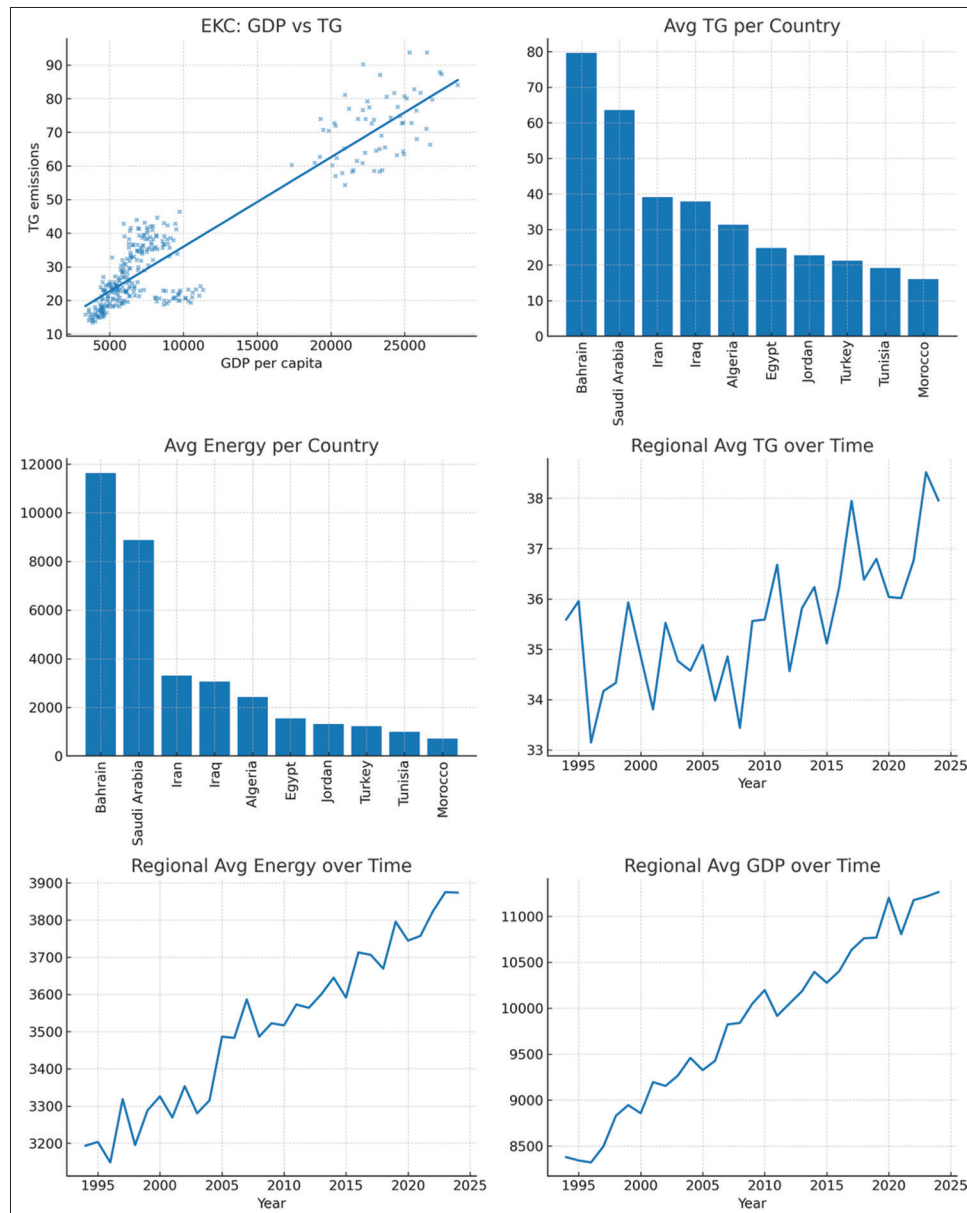 EKC: GDP vs TG
90
80
70
60
50
40
30
20
10
TG emissions
5000 10000 15000 20000 25000
GDP per capita
Avg TG per Country
80
70
60
50
40
30
20
10
0
Bahrain
Saudi Arabia
Iran
Iraq
Algeria
Egypt
Jordan
Turkey
Tunisia
Morocco
Avg Energy per Country
12000
10000
8000
6000
4000
2000
0
Bahrain
Saudi Arabia
Iran
Iraq
Algeria
Egypt
Jordan
Turkey
Tunisia
Morocco
Regional Avg TG over Time
38
37
36
35
34
33
1995 2000 2005 2010 2015 2020 2025
Year
Regional Avg Energy over Time
3900
3800
3700
3600
3500
3400
3300
3200
1995 2000 2005 2010 2015 2020 2025
Year
Regional Avg GDP over Time
11000
10500
10000
9500
9000
8500
1995 2000 2005 2010 2015 2020 2025
Year